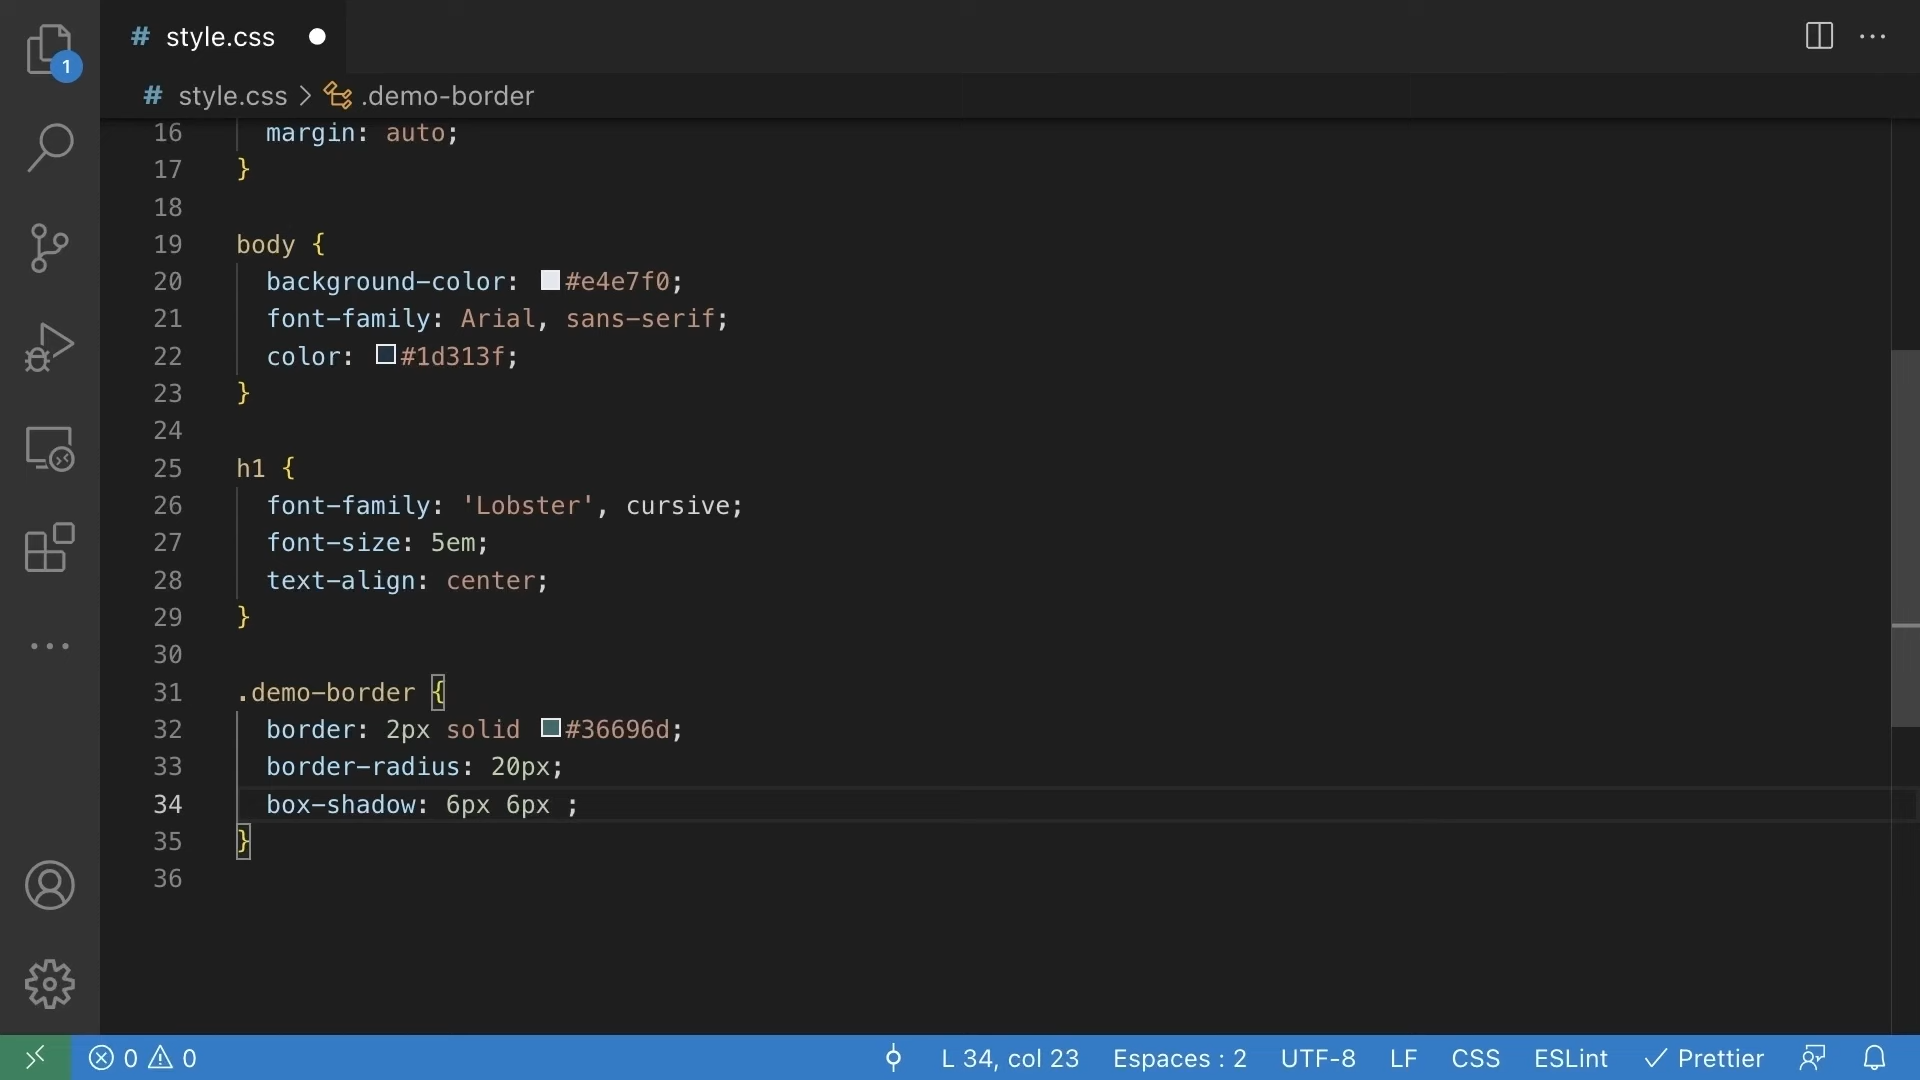 # style.css
# style.css > .demo-border
1
16 margin: auto;
17 }
18
19 body {
20 background-color: #e4e7f0;
21 font-family: Arial, sans-serif;
22 color: #1d313f;
23 }
24
25 h1 {
26 font-family: 'Lobster', cursive;
27 font-size: 5em;
28 text-align: center;
29 }
30
31 .demo-border {
32 border: 2px solid #36696d;
33 border-radius: 20px;
34 box-shadow: 6px 6px ;
35 }
36
0 0 L 34, col 23 Espaces : 2 UTF-8 LF CSS ESLint Prettier